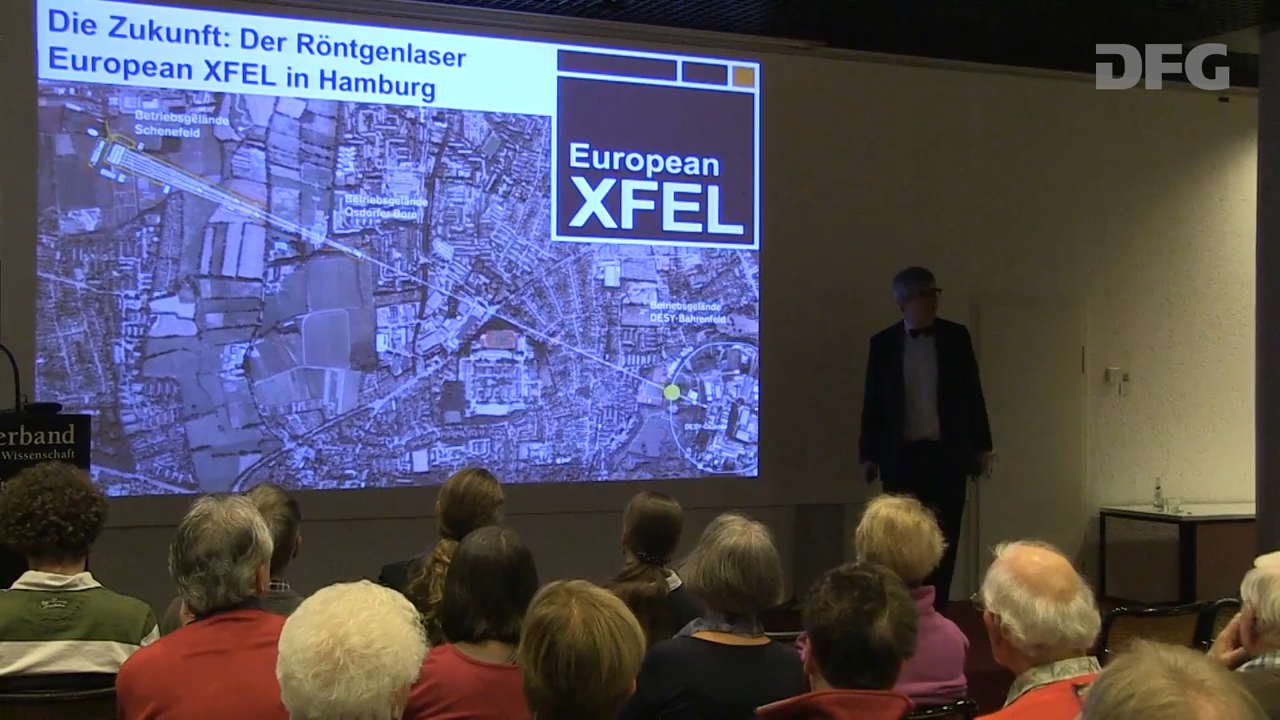 Die Zukunft: Der Röntgenlaser
European XFEL in Hamburg
DFG
European
XFEL
Betriebsgelände
Schenefeld
Betriebsgelände
Osdorfer Born
Betriebsgelände
DESY-Bahrenfeld
erband
Wissenschaft